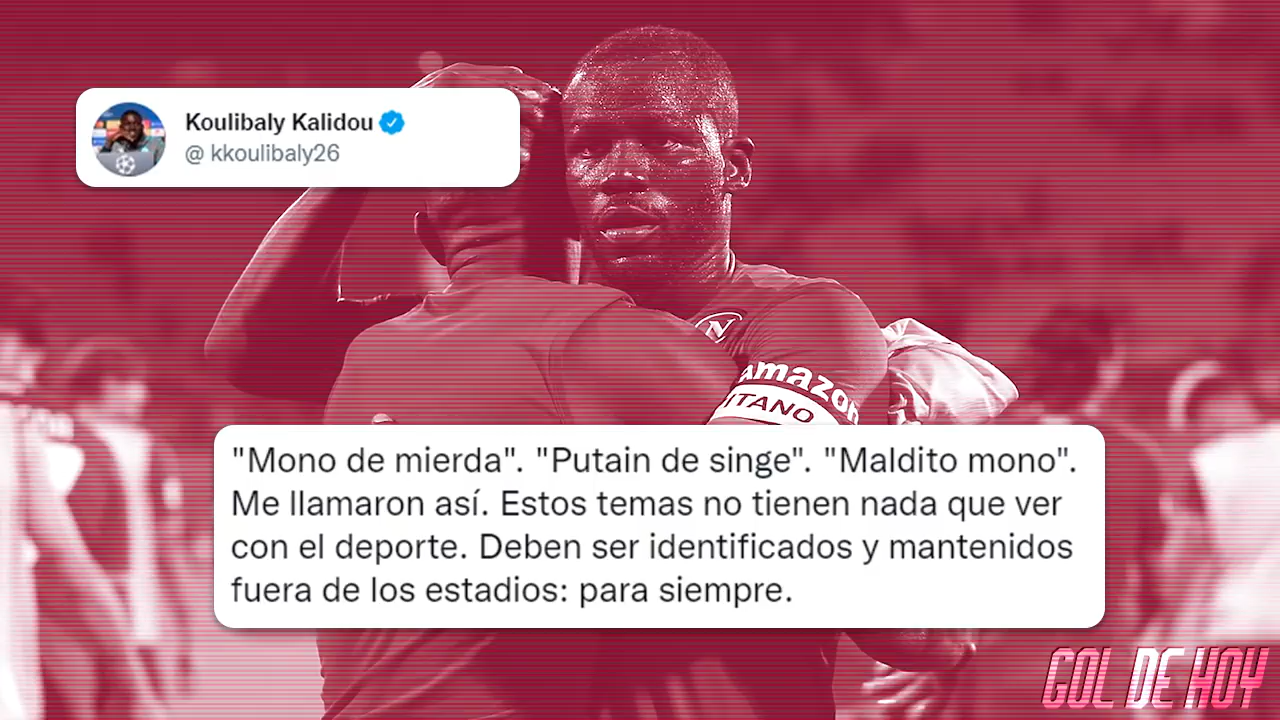 Koulibaly Kalidou
@ kkoulibaly26
N
amazon
ITANO
"Mono de mierda". "Putain de singe". "Maldito mono".
Me llamaron así. Estos temas no tienen nada que ver
con el deporte. Deben ser identificados y mantenidos
fuera de los estadios: para siempre.
GOL DE HOY